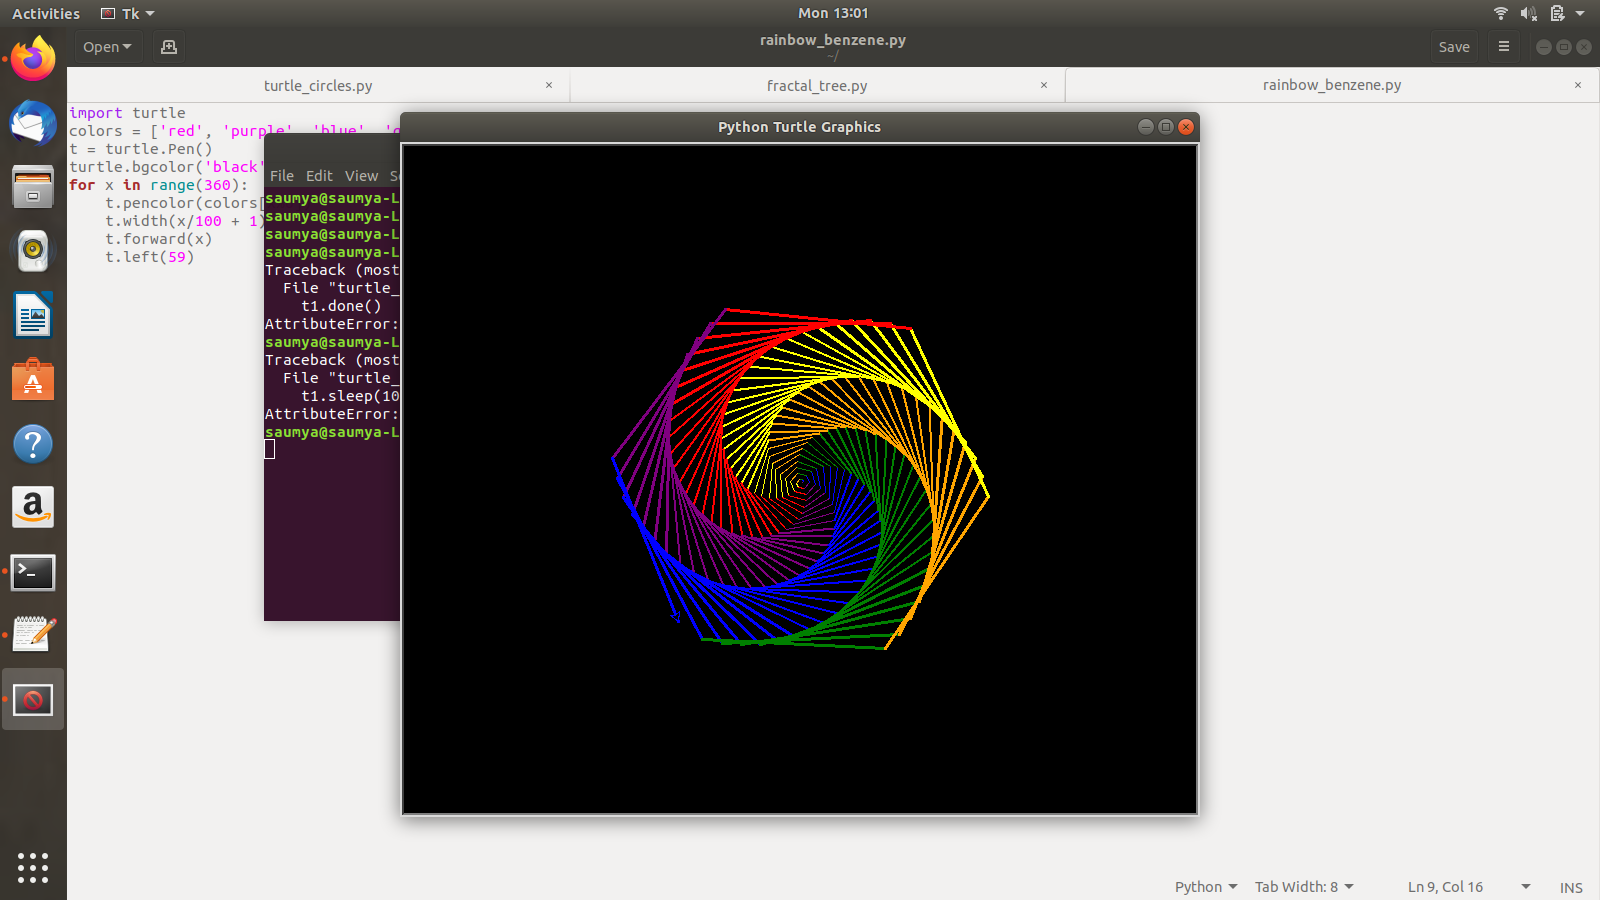 Activities Tk Mon 13:01
Open rainbow_benzene.py Save
~/
turtle_circles.py × fractal_tree.py × rainbow_benzene.py ×
import turtle
colors = ['red', 'purple', 'blue',
t = turtle.Pen()
turtle.bgcolor('black'
for x in range(360):
t.pencolor(colors[
t.width(x/100 + 1)
t.forward(x)
t.left(59)
File Edit View
saumya@saumya-L
saumya@saumya-L
saumya@saumya-L
saumya@saumya-L
Traceback (most
File "turtle_
t1.done()
AttributeError:
saumya@saumya-L
Traceback (most
File "turtle_
t1.sleep(10
AttributeError:
saumya@saumya-L
Python Turtle Graphics
Python Tab Width: 8 Ln 9, Col 16 INS